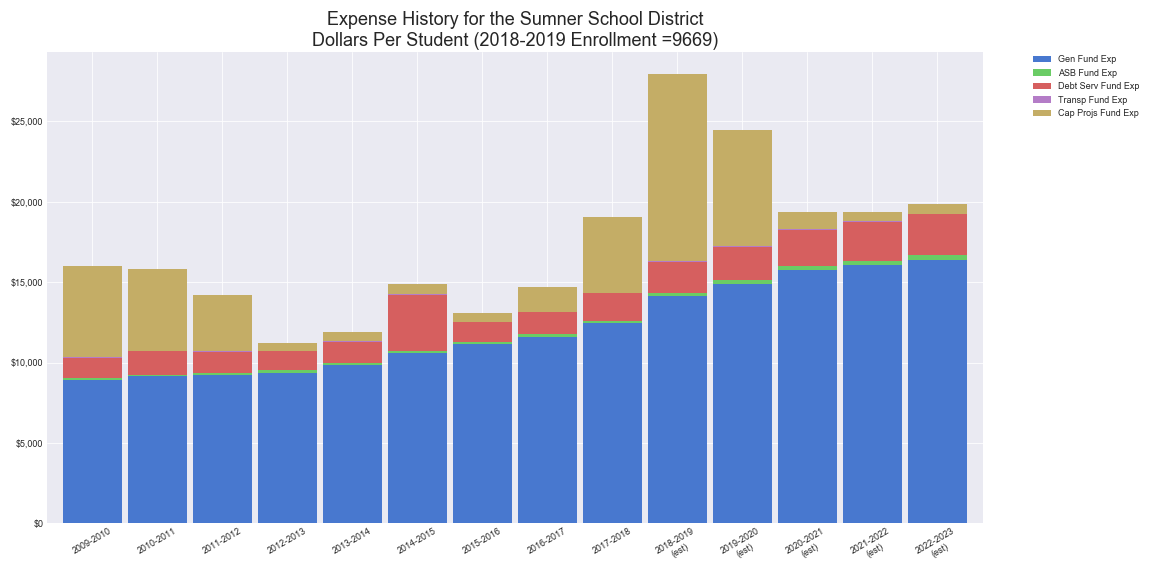 Expense History for the Sumner School District
Dollars Per Student (2018-2019 Enrollment =9669)
Gen Fund Exp
ASB Fund Exp
Debt Serv Fund Exp
Transp Fund Exp
Cap Projs Fund Exp
$25,000
$20,000
$15,000
$10,000
$5,000
$0
2009-2010
2010-2011
2011-2012
2012-2013
2013-2014
2014-2015
2015-2016
2016-2017
2017-2018
2018-2019
(est)
2019-2020
(est)
2020-2021
(est)
2021-2022
(est)
2022-2023
(est)